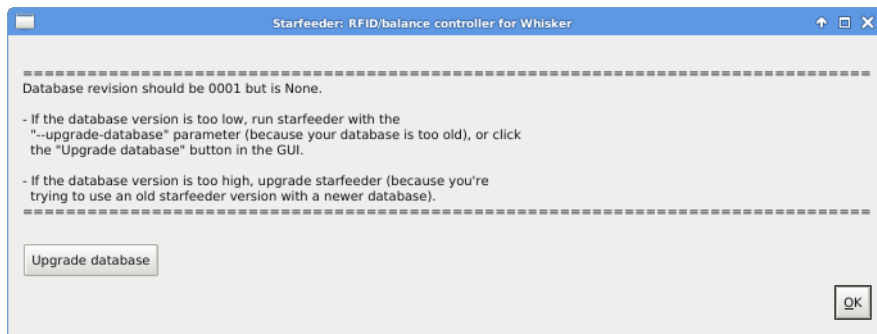 Starfeeder: RFID/balance controller for Whisker
===============================================================================
Database revision should be 0001 but is None.
- If the database version is too low, run starfeeder with the
"--upgrade-database" parameter (because your database is too old), or click
the "Upgrade database" button in the GUI.
- If the database version is too high, upgrade starfeeder (because you're
trying to use an old starfeeder version with a newer database).
===============================================================================
Upgrade database
OK